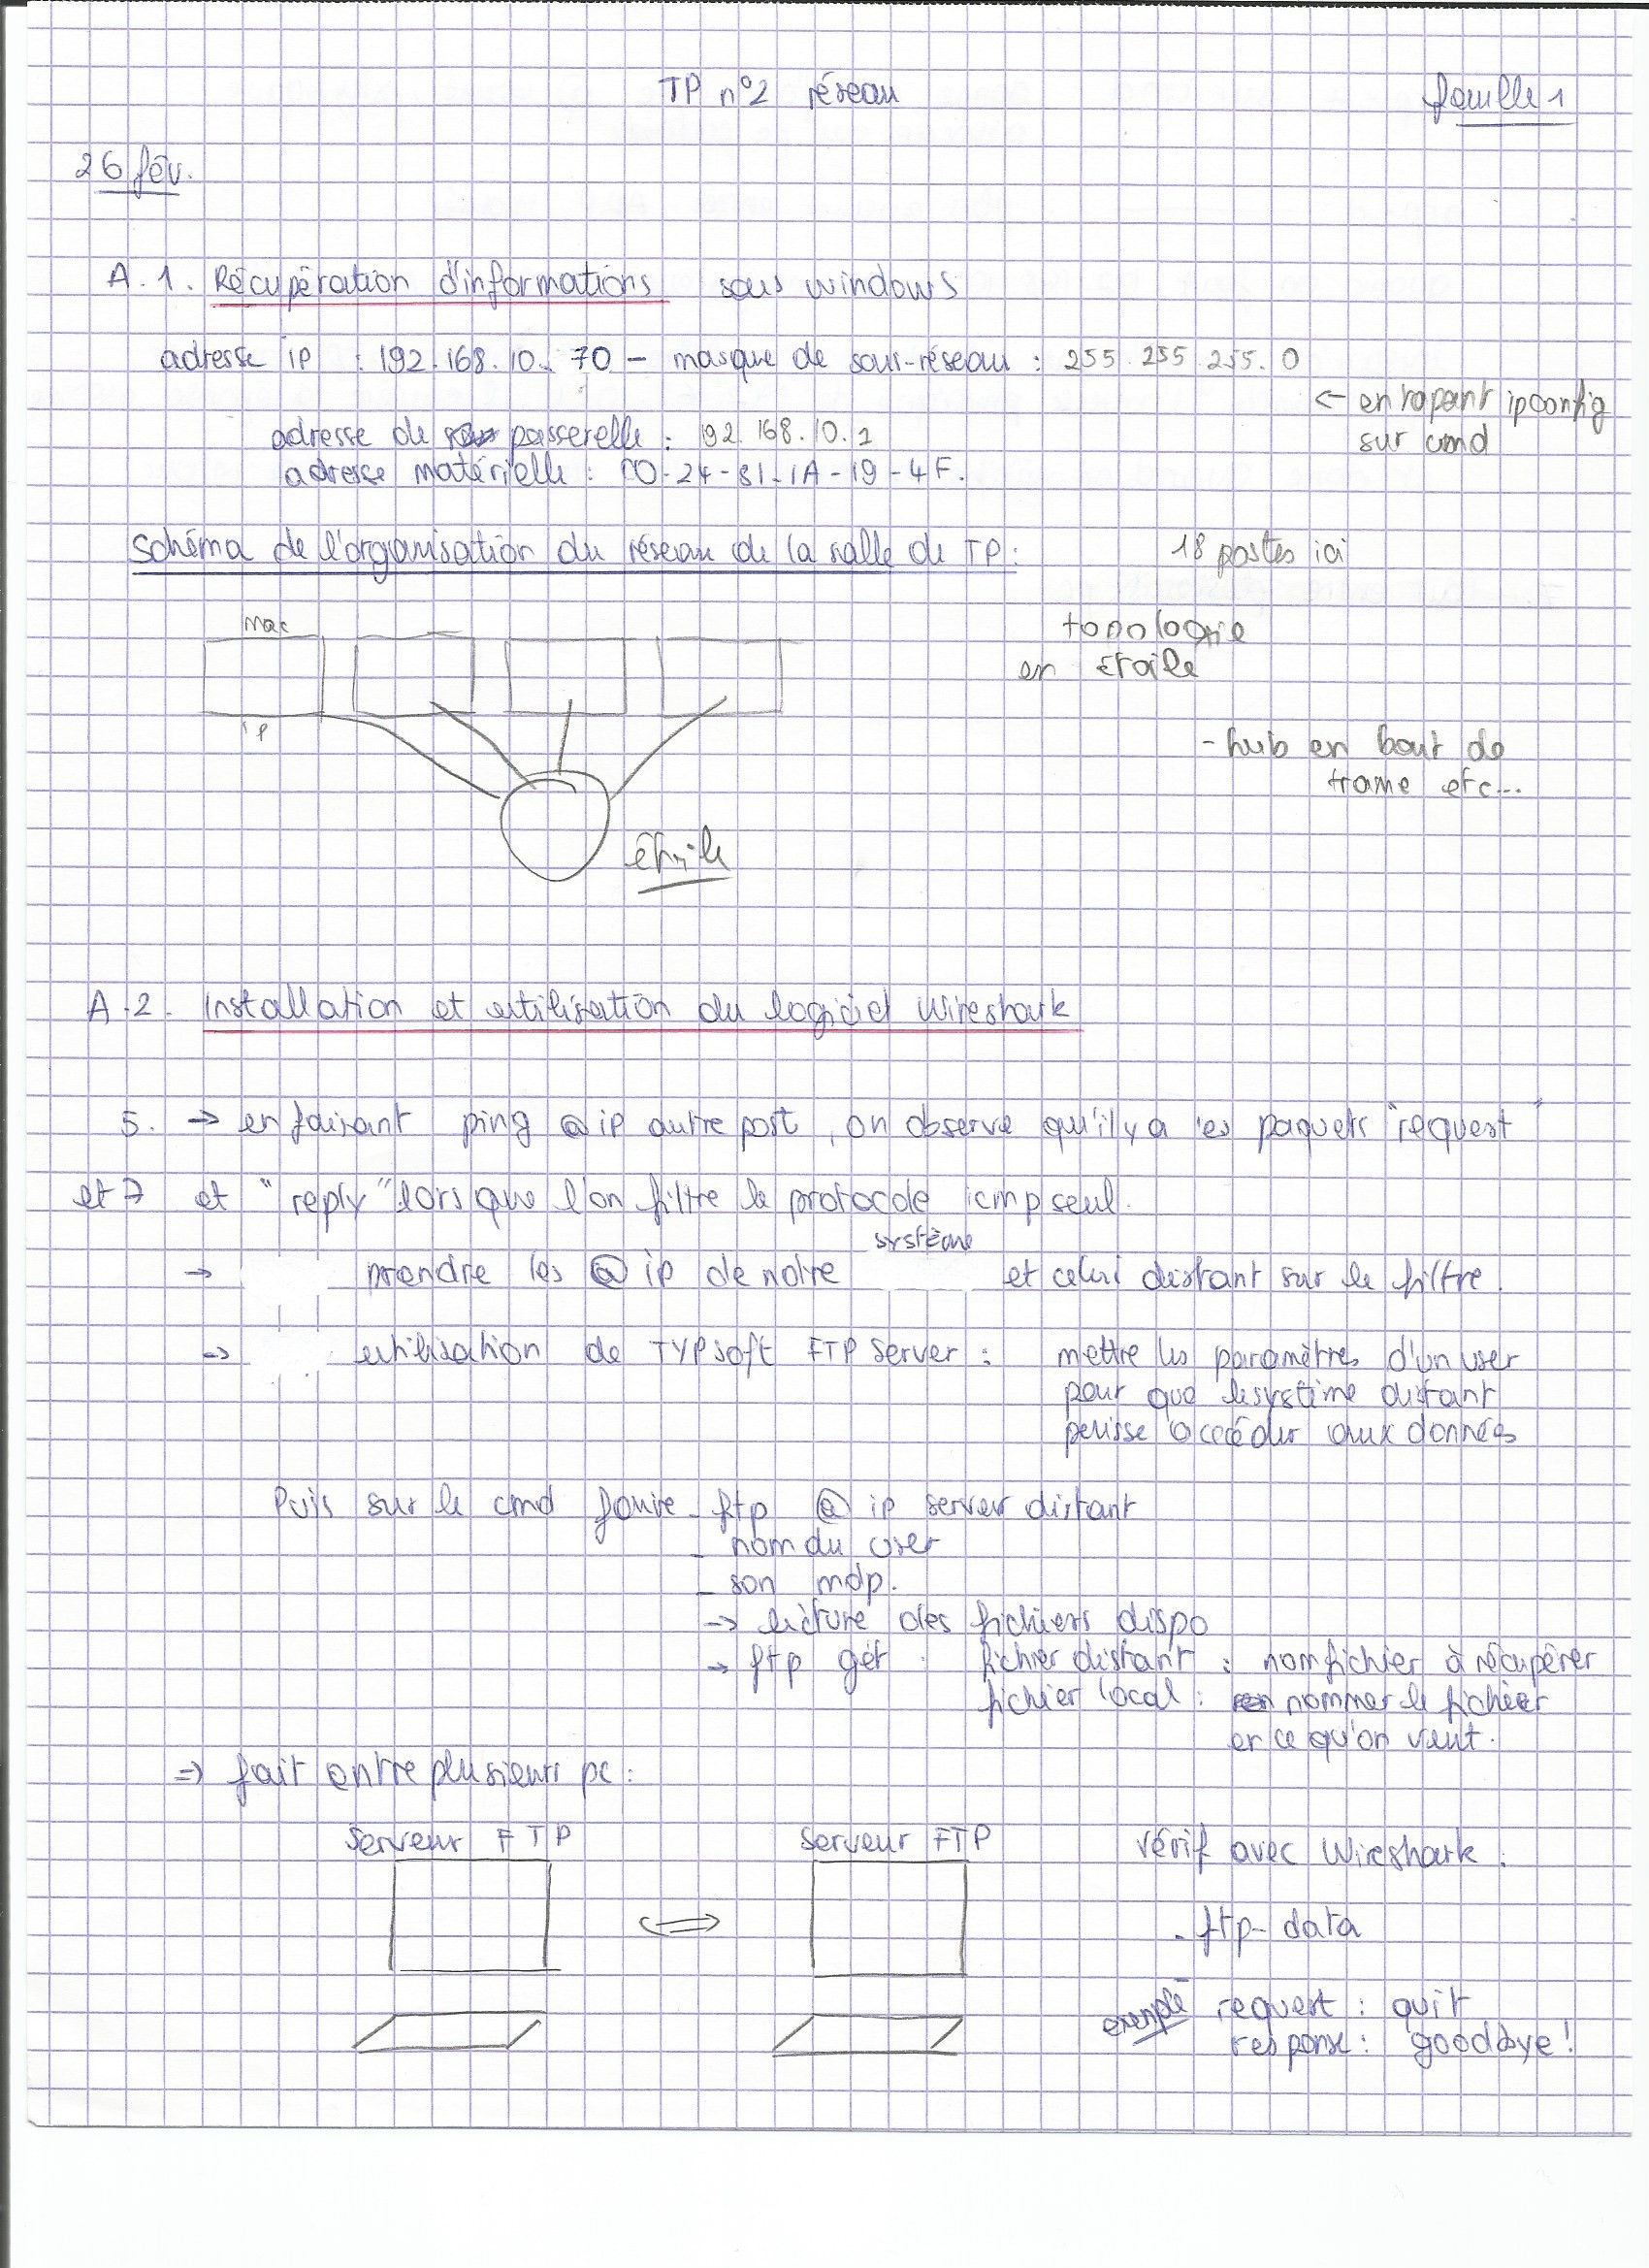 TP n°2 réseau
feuille 1
26 fév.
A.1. Récupération d'informations sous windows
adresse ip : 192.168.10.70 - masque de sous-réseau : 255.255.255.0
← en tapant ipconfig
sur cmd
adresse de passerelle : 192.168.10.2
adresse matérielle : 00-24-81-1A-19-4F.
Schéma de l'organisation du réseau de la salle de TP :
18 postes ici
mac
ip
topologie
en étoile
- hub en bout de
trame etc...
étoile
A.2. Installation et utilisation du logiciel Wireshark
5. → en faisant ping @ ip autre post, on observe qu'il y a les paquets "request"
et 7 et "reply" lorsque l'on filtre le protocole icmp seul.
→ prendre les @ ip de notre système et celui distant sur le filtre.
→ utilisation de TYPsoft FTP Server : mettre les paramètres d'un user
pour que le système distant
puisse accéder aux données
Puis sur le cmd faire - ftp @ ip server distant
- nom du user
- son mdp.
→ lecture des fichiers dispo
→ ftp get : fichier distant : nom fichier à récupérer
fichier local : nommer le fichier
en ce qu'on veut.
⇒ fait entre plusieurs pc :
Serveur FTP
serveur FTP
vérif avec Wireshark :
- ftp-data
exemple request : quit
response : goodbye !